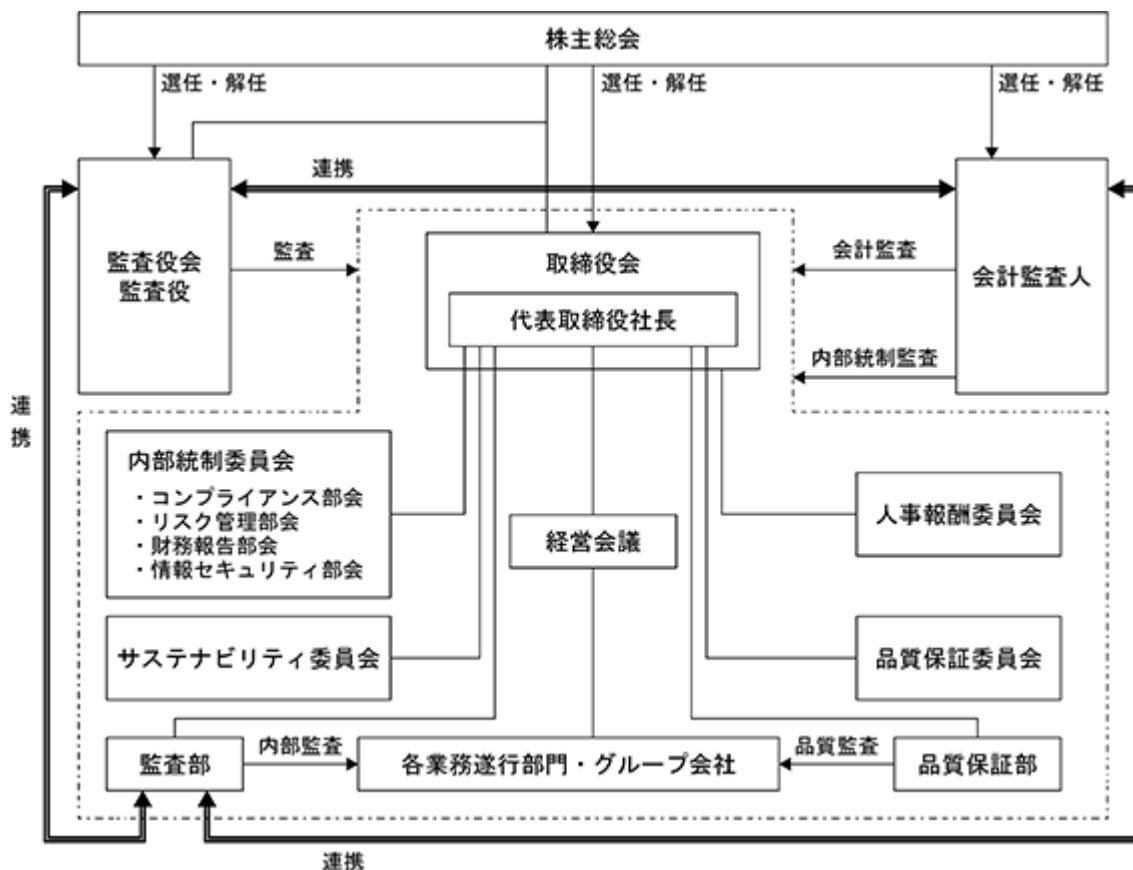 株主総会
選任・解任
選任・解任
選任・解任
連携
監査役会
監査役
監査
取締役会
代表取締役社長
会計監査
会計監査人
内部統制監査
連
携
内部統制委員会
・コンプライアンス部会
・リスク管理部会
・財務報告部会
・情報セキュリティ部会
経営会議
人事報酬委員会
サステナビリティ委員会
品質保証委員会
監査部
内部監査
各業務遂行部門・グループ会社
品質監査
品質保証部
連携